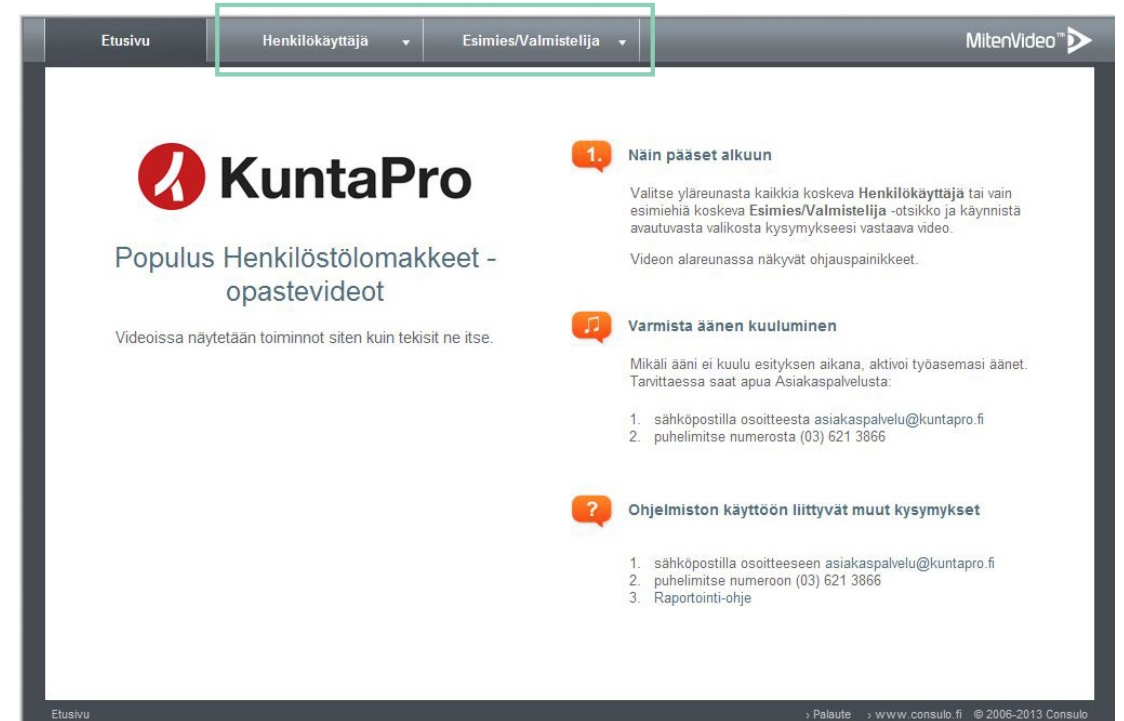 Etusivu Henkilökäyttäjä Esimies/Valmistelija MitenVideo™
KuntaPro
Populus Henkilöstölomakkeet -
opastevideot
Videoissa näytetään toiminnot siten kuin tekisit ne itse.
1. Näin pääset alkuun
Valitse yläreunasta kaikkia koskeva Henkilökäyttäjä tai vain
esimiehiä koskeva Esimies/Valmistelija -otsikko ja käynnistä
avautuvasta valikosta kysymykseesi vastaava video.
Videon alareunassa näkyvät ohjauspainikkeet.
Varmista äänen kuuluminen
Mikäli ääni ei kuulu esityksen aikana, aktivoi työasemasi äänet.
Tarvittaessa saat apua Asiakaspalvelusta:
1. sähköpostilla osoitteesta asiakaspalvelu@kuntapro.fi
2. puhelimitse numerosta (03) 621 3866
? Ohjelmiston käyttöön liittyvät muut kysymykset
1. sähköpostilla osoitteeseen asiakaspalvelu@kuntapro.fi
2. puhelimitse numeroon (03) 621 3866
3. Raportointi-ohje
Etusivu › Palaute › www.consulo.fi © 2006-2013 Consulo